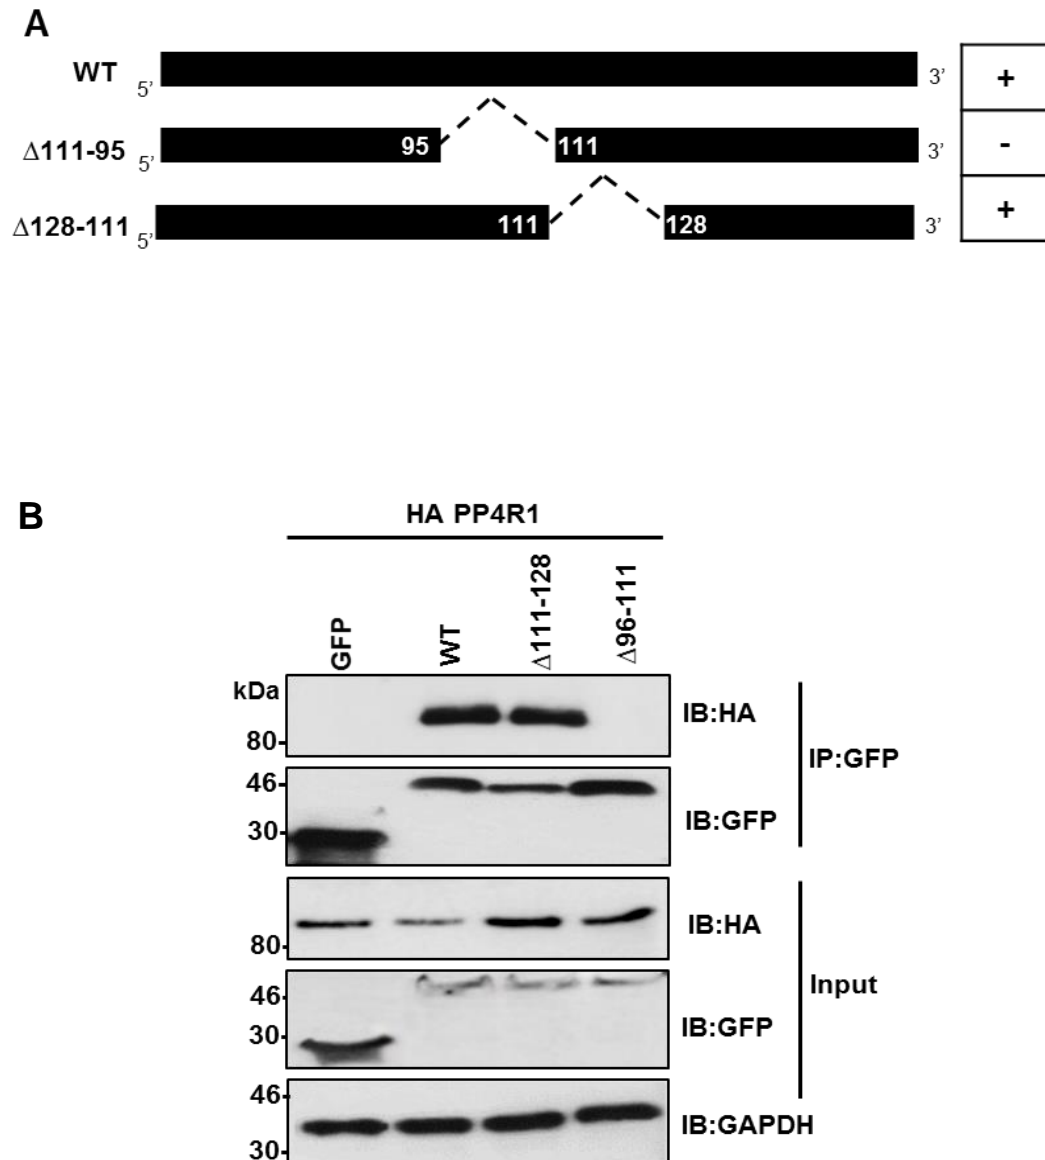 A
WT 5’ 3’ +
Δ111-95 5’ 95 111 3’ -
Δ128-111 5’ 111 128 3’ +
B
HA PP4R1
GFP WT Δ111-128 Δ96-111
kDa
80 IB:HA
46 30 IB:GFP
IP:GFP
80 IB:HA
46 30 IB:GFP
Input
46 30 IB:GAPDH